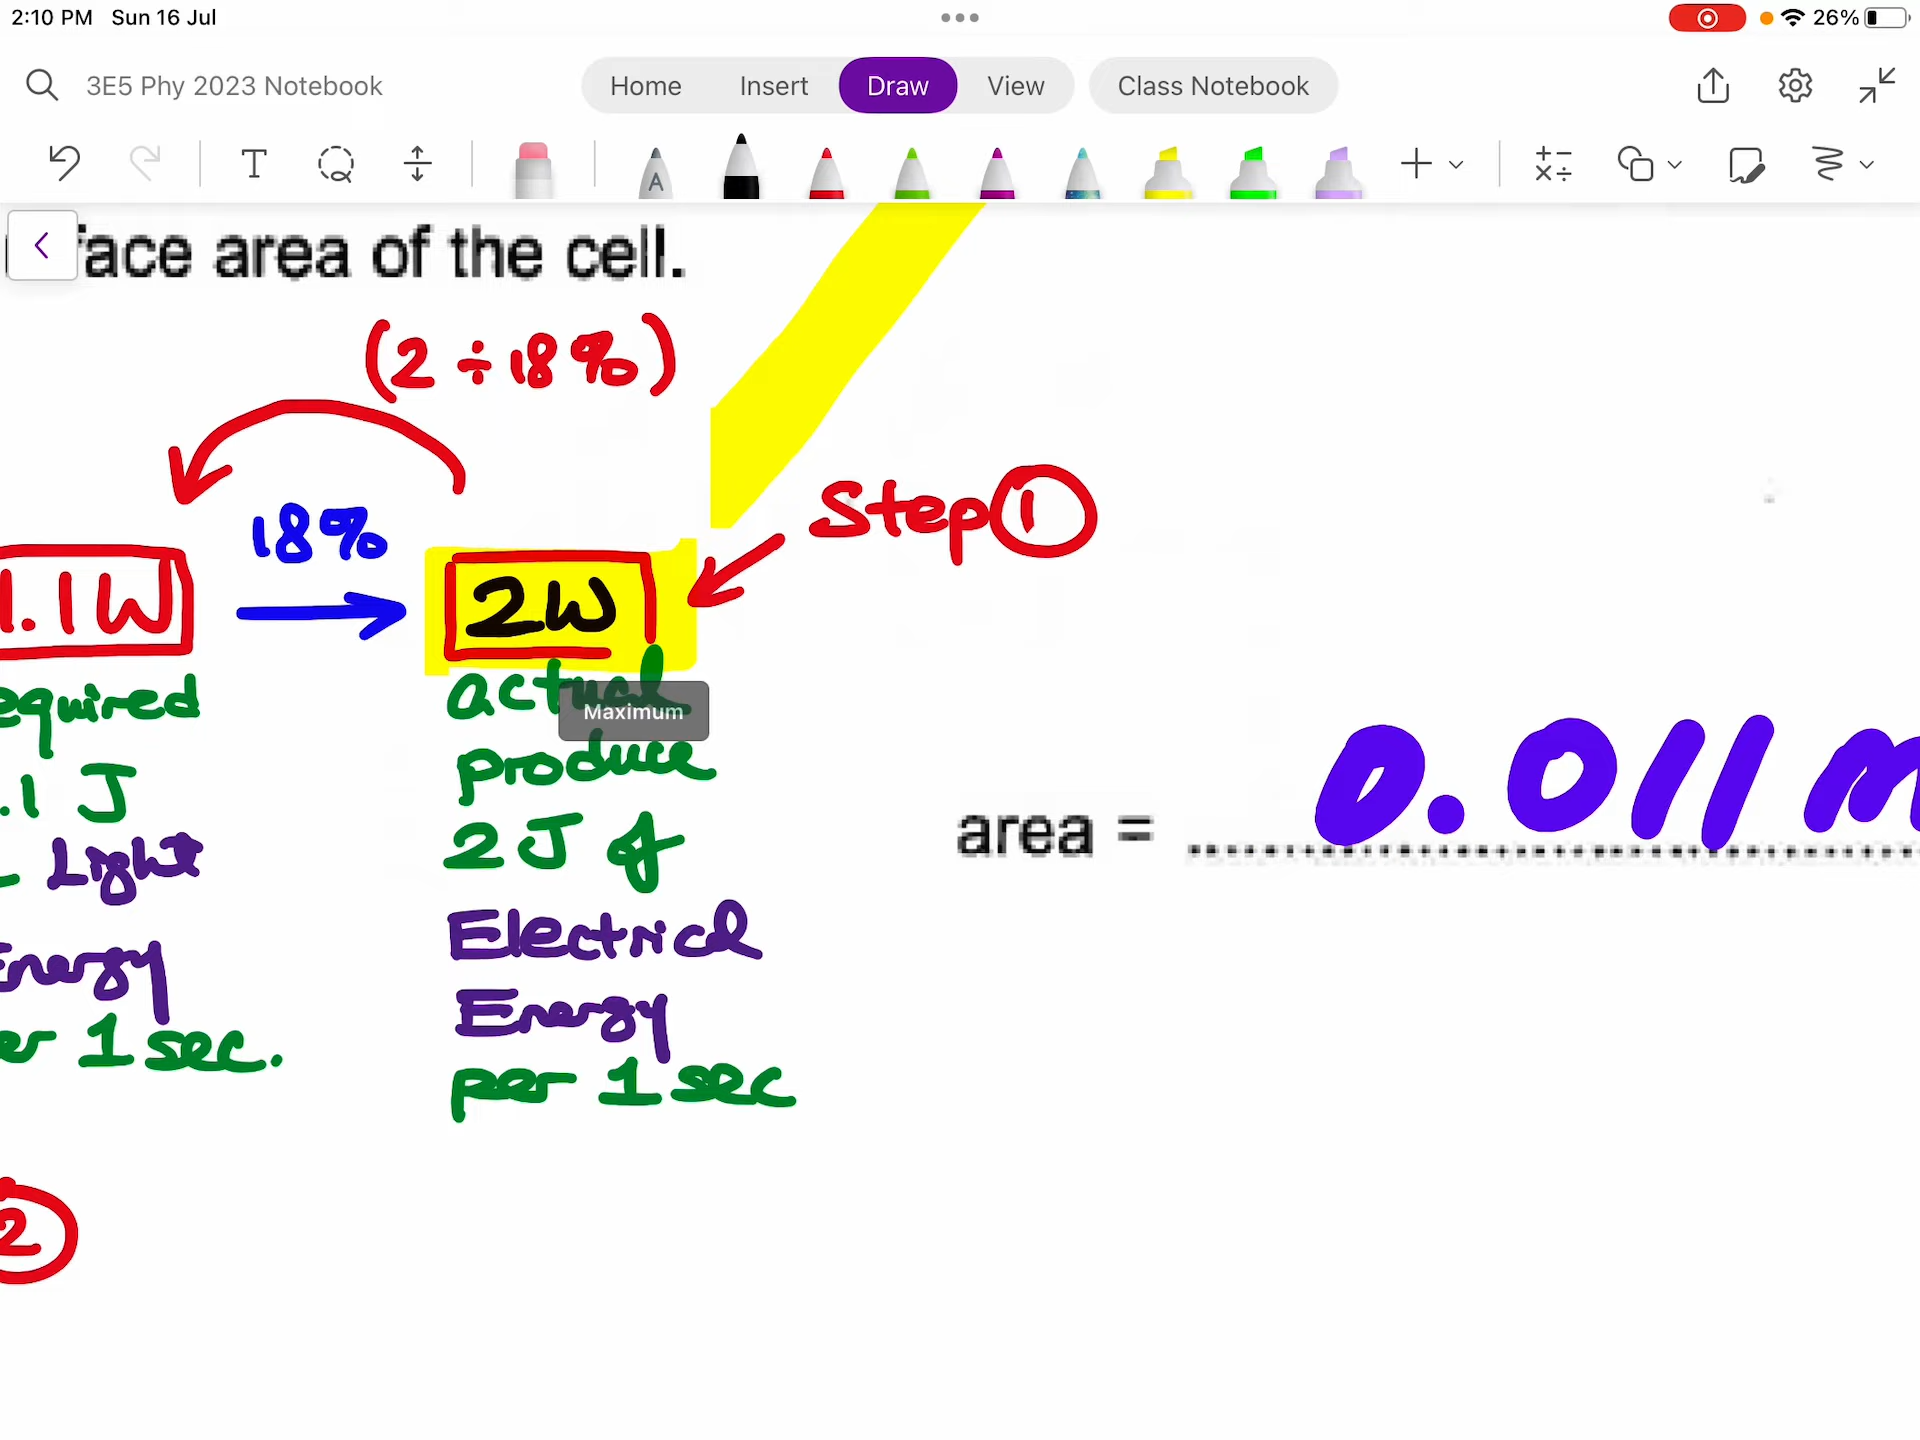 2:10 PM Sun 16 Jul
26%
3E5 Phy 2023 Notebook
Home Insert Draw View Class Notebook
T
A
face area of the cell.
(2 ÷ 18%)
Step 1
18%
1.1W
2W
equired
actual
Maximum
produce
.1 J
2J of
Light
Electrical
Energy
Energy
er 1 sec.
per 1 sec
area = 0.011 m
2